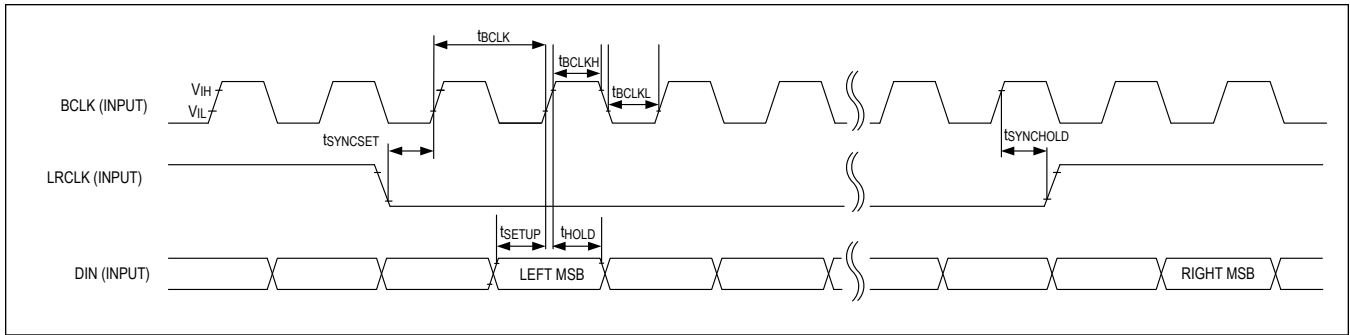 tBCLK
tBCLKH
tBCLKL
VIH
VIL
BCLK (INPUT)
tSYNCSET
tSYNCHOLD
LRCLK (INPUT)
tSETUP
tHOLD
DIN (INPUT)
LEFT MSB
RIGHT MSB